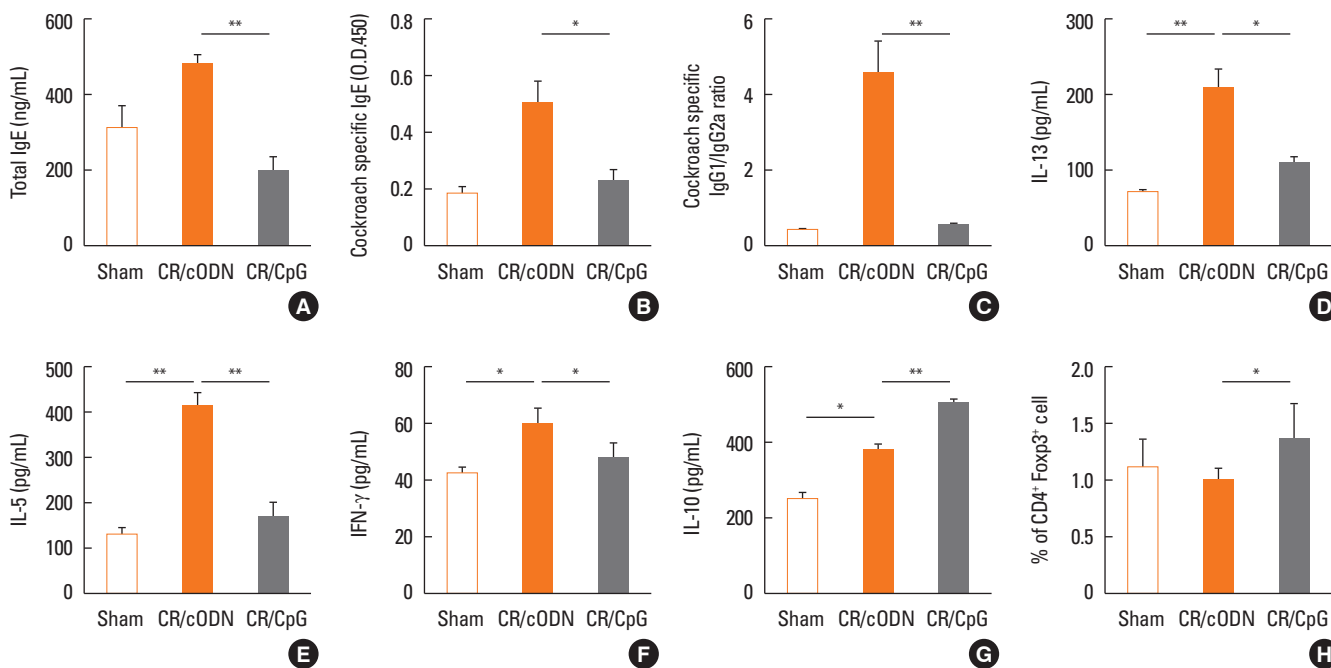 Total IgE (ng/mL)
600
400
200
0
**
Sham CR/cODN CR/CpG
A
Cockroach specific IgE (O.D.450)
0.8
0.6
0.4
0.2
0
*
Sham CR/cODN CR/CpG
B
Cockroach specific
IgG1/IgG2a ratio
6
4
2
0
**
Sham CR/cODN CR/CpG
C
IL-13 (pg/mL)
300
200
100
0
** *
Sham CR/cODN CR/CpG
D
IL-5 (pg/mL)
500
400
300
200
100
0
** **
Sham CR/cODN CR/CpG
E
IFN-γ (pg/mL)
80
60
40
20
0
* *
Sham CR/cODN CR/CpG
F
IL-10 (pg/mL)
600
400
200
0
* **
Sham CR/cODN CR/CpG
G
% of CD4⁺ Foxp3⁺ cell
2.0
1.5
1.0
0.5
0
*
Sham CR/cODN CR/CpG
H